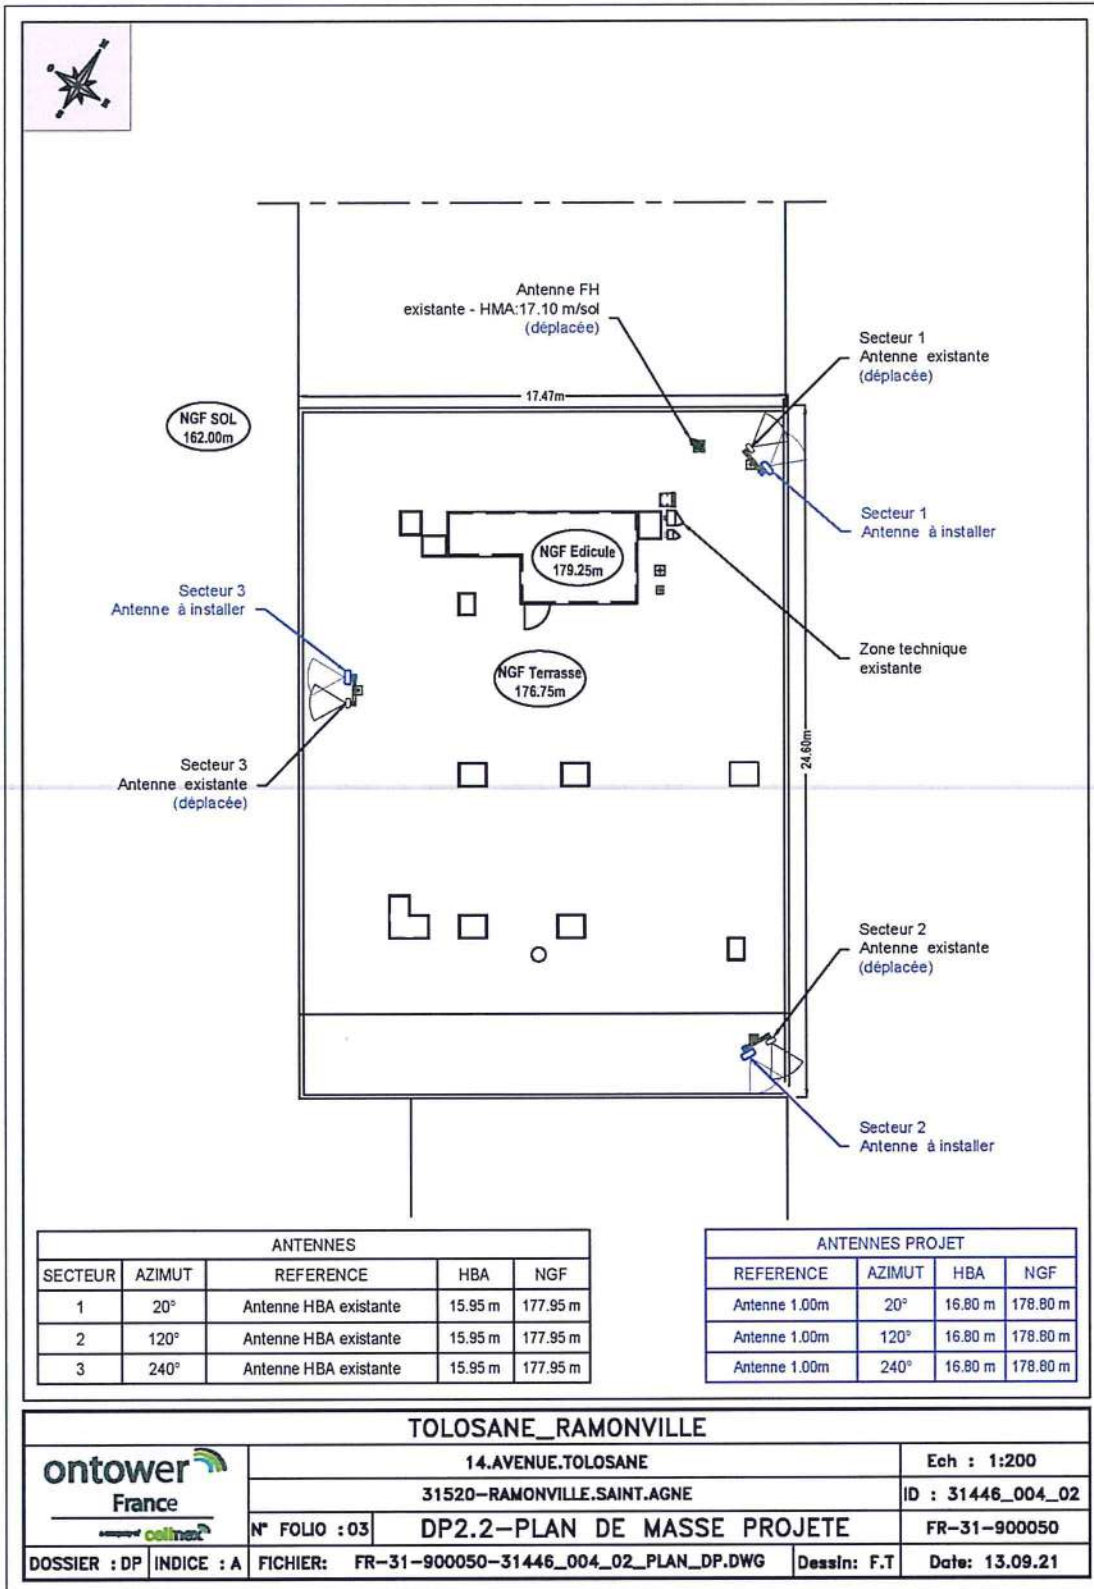 Antenne FH
existante - HMA:17.10 m/sol
(déplacée)
Secteur 1
Antenne existante
(déplacée)
17.47m
NGF SOL
162.00m
Secteur 1
Antenne à installer
NGF Edicule
179.25m
Secteur 3
Antenne à installer
Zone technique
existante
NGF Terrasse
176.75m
24.60m
Secteur 3
Antenne existante
(déplacée)
Secteur 2
Antenne existante
(déplacée)
Secteur 2
Antenne à installer
ANTENNES
SECTEUR AZIMUT REFERENCE HBA NGF
1 20° Antenne HBA existante 15.95 m 177.95 m
2 120° Antenne HBA existante 15.95 m 177.95 m
3 240° Antenne HBA existante 15.95 m 177.95 m
ANTENNES PROJET
REFERENCE AZIMUT HBA NGF
Antenne 1.00m 20° 16.80 m 178.80 m
Antenne 1.00m 120° 16.80 m 178.80 m
Antenne 1.00m 240° 16.80 m 178.80 m
TOLOSANE_RAMONVILLE
ontower
France
cellnex
14.AVENUE.TOLOSANE
Ech : 1:200
31520-RAMONVILLE.SAINT.AGNE
ID : 31446_004_02
N° FOLIO :03
DP2.2-PLAN DE MASSE PROJETE
FR-31-900050
DOSSIER : DP
INDICE : A
FICHIER: FR-31-900050-31446_004_02_PLAN_DP.DWG
Dessin: F.T
Date: 13.09.21